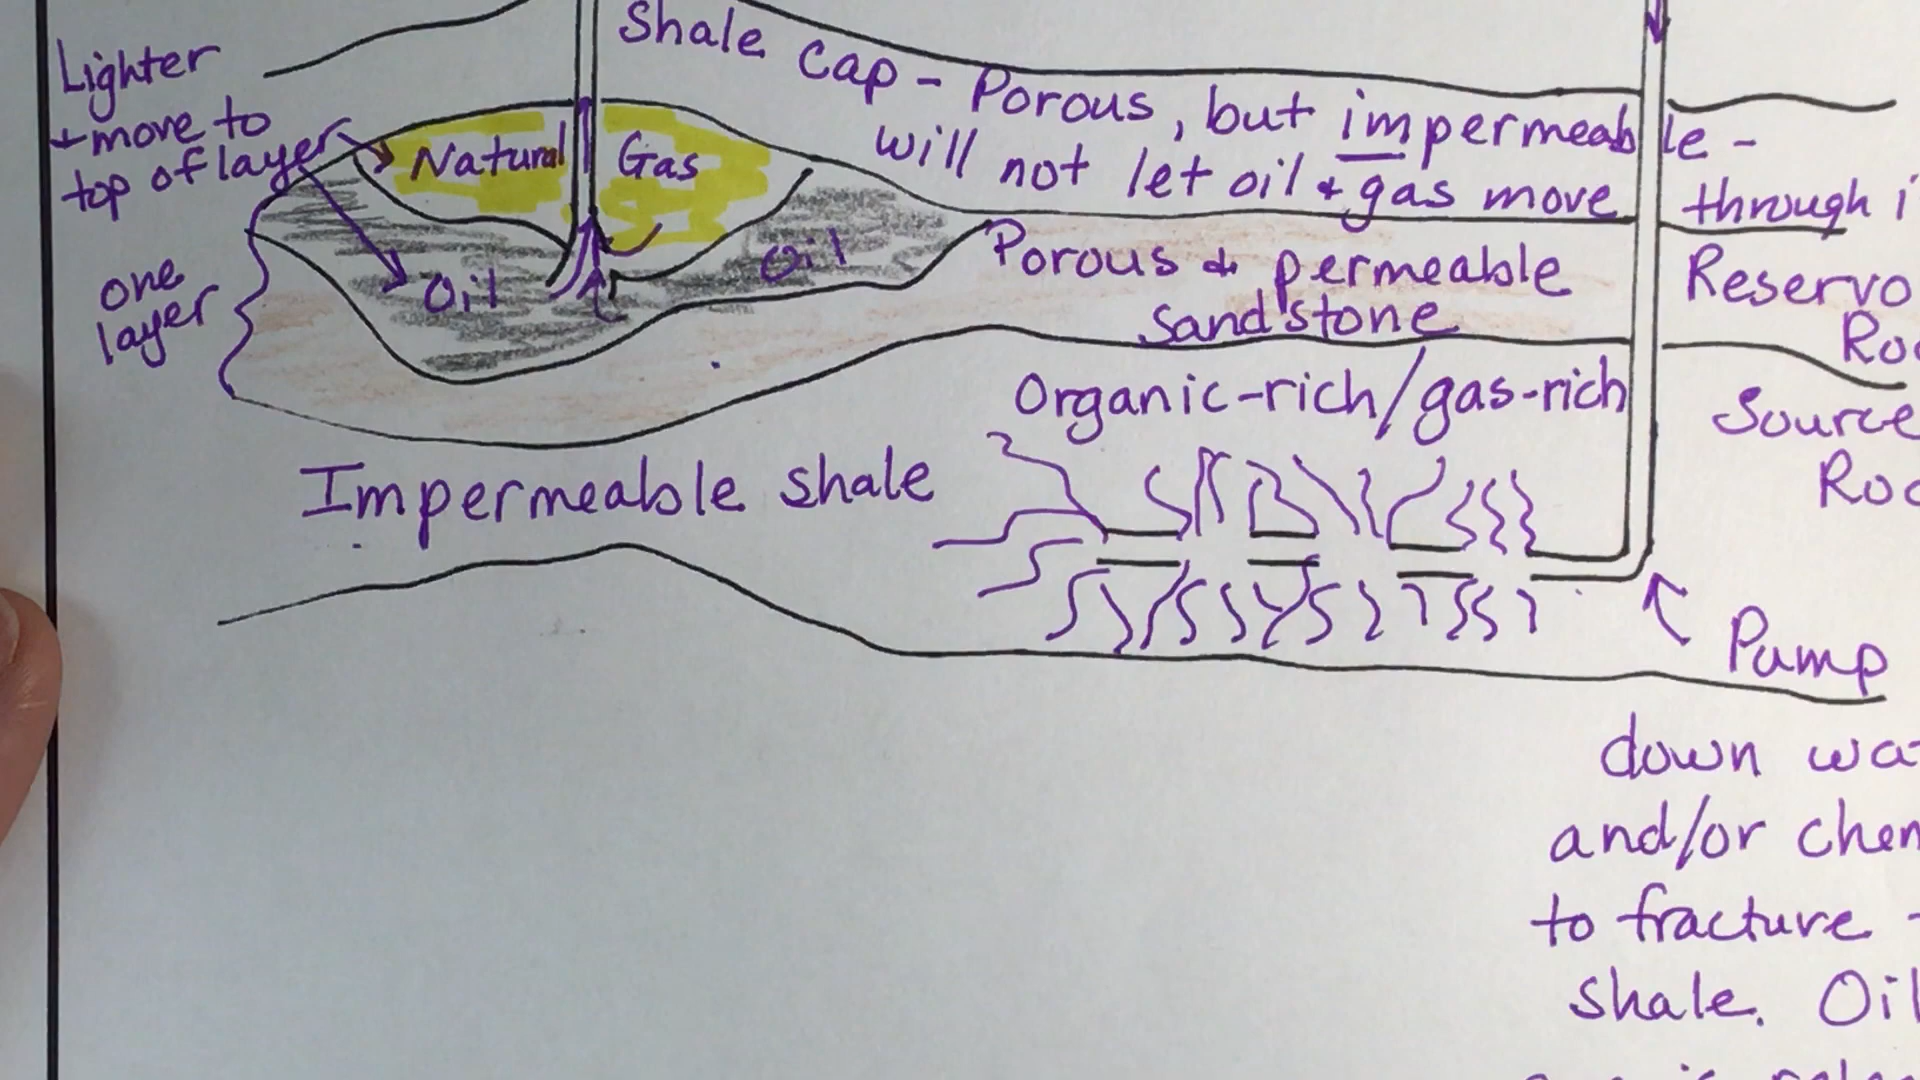 Lighter
+ move to
top of layer
one
layer
Natural Gas
Oil
Oil
Shale Cap - Porous, but impermeable -
will not let oil + gas move through i
Porous + permeable
sandstone
Reservo
Roc
Organic-rich/gas-rich
Source
Roc
Impermeable shale
Pump
down wa
and/or chem
to fracture
shale. Oil